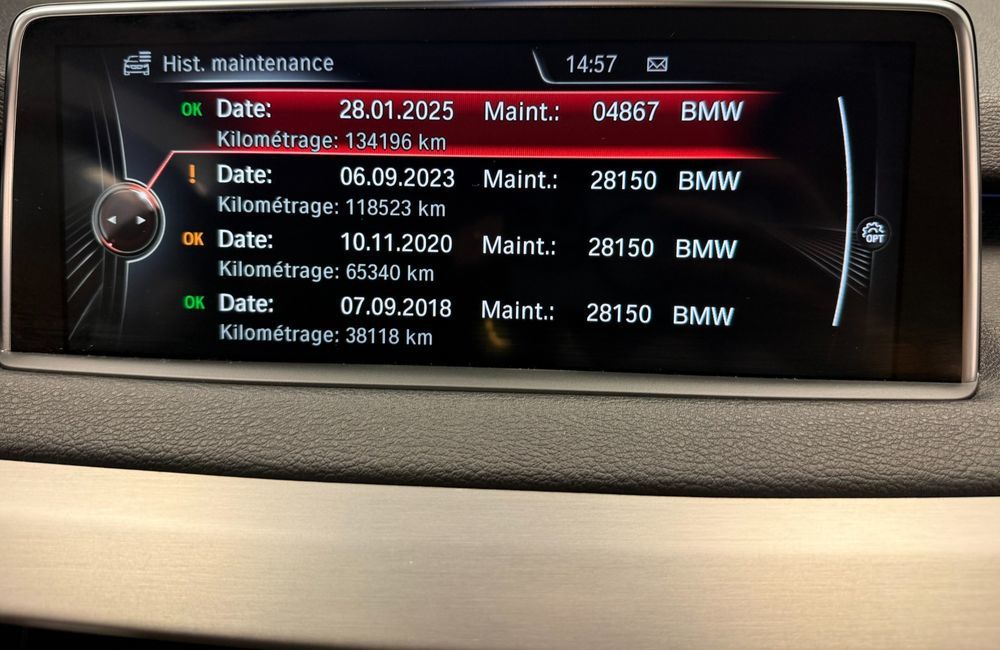 Hist. maintenance 14:57
OK Date: 28.01.2025 Maint.: 04867 BMW
Kilométrage: 134196 km
! Date: 06.09.2023 Maint.: 28150 BMW
Kilométrage: 118523 km
OK Date: 10.11.2020 Maint.: 28150 BMW
Kilométrage: 65340 km
OK Date: 07.09.2018 Maint.: 28150 BMW
Kilométrage: 38118 km
OPT